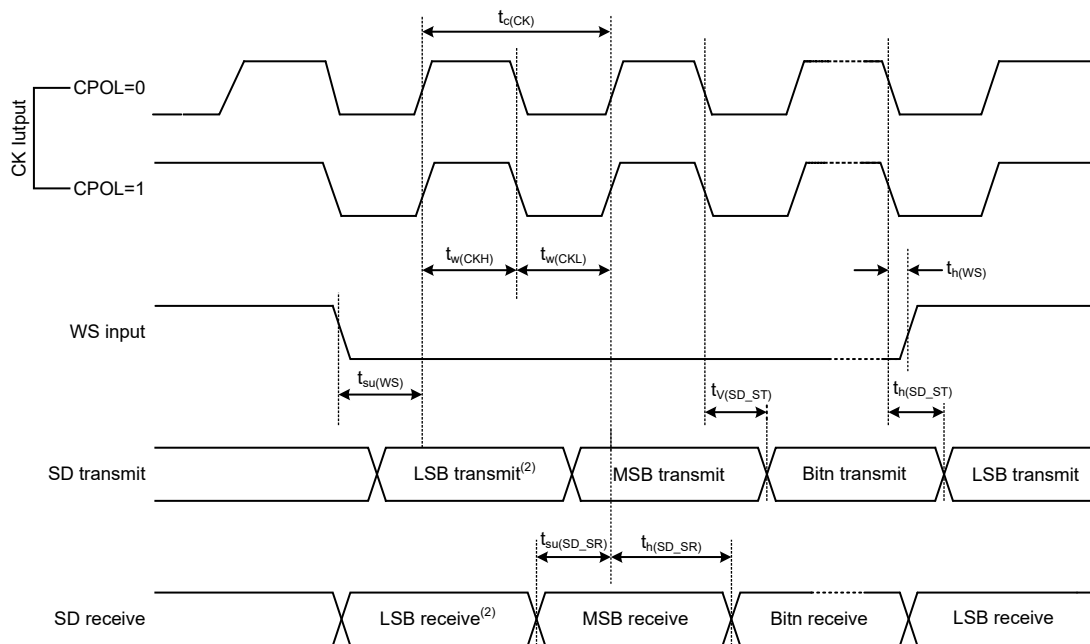 t_c(CK)
CPOL=0
CK lutput
CPOL=1
t_w(CKH)
t_w(CKL)
t_h(WS)
WS input
t_su(WS)
t_V(SD_ST)
t_h(SD_ST)
SD transmit
LSB transmit(2)
MSB transmit
Bitn transmit
LSB transmit
t_su(SD_SR)
t_h(SD_SR)
SD receive
LSB receive(2)
MSB receive
Bitn receive
LSB receive